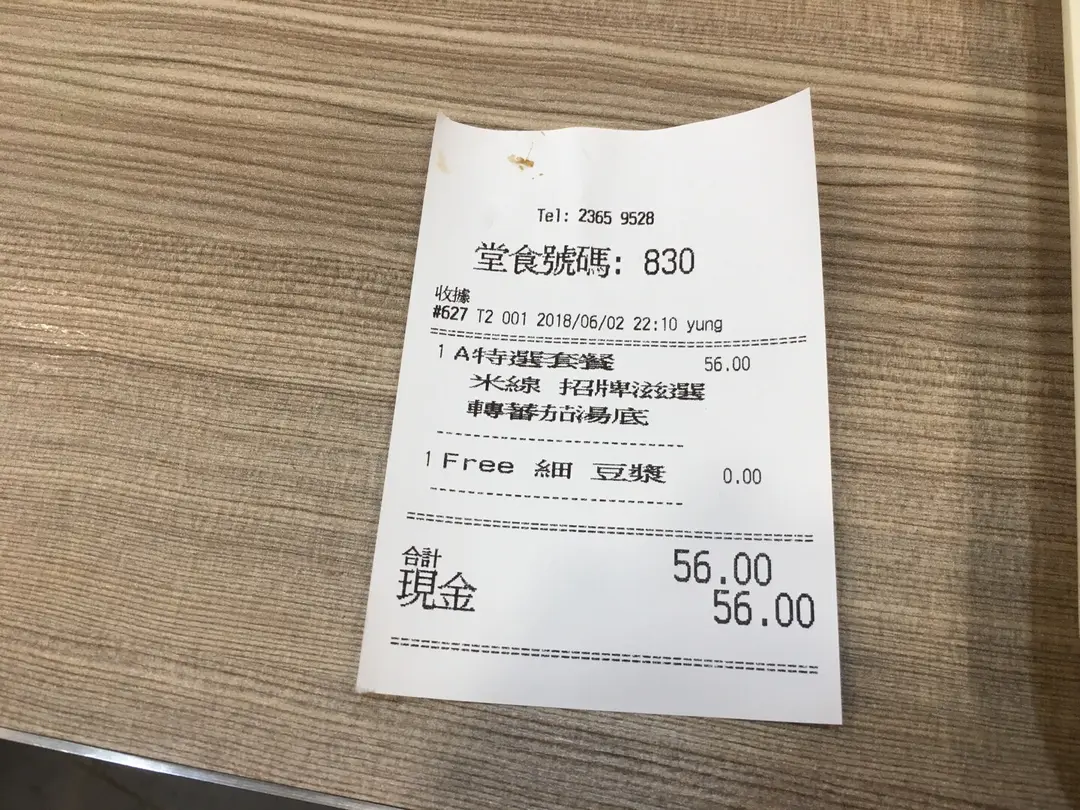 Tel: 2365 9528
堂食號碼: 830
收據
#627 T2 001 2018/06/02 22:10 yung
1 A特選套餐 56.00
米線 招牌滋選
轉蕃茄湯底
1 Free 細 豆漿 0.00
合計 56.00
現金 56.00